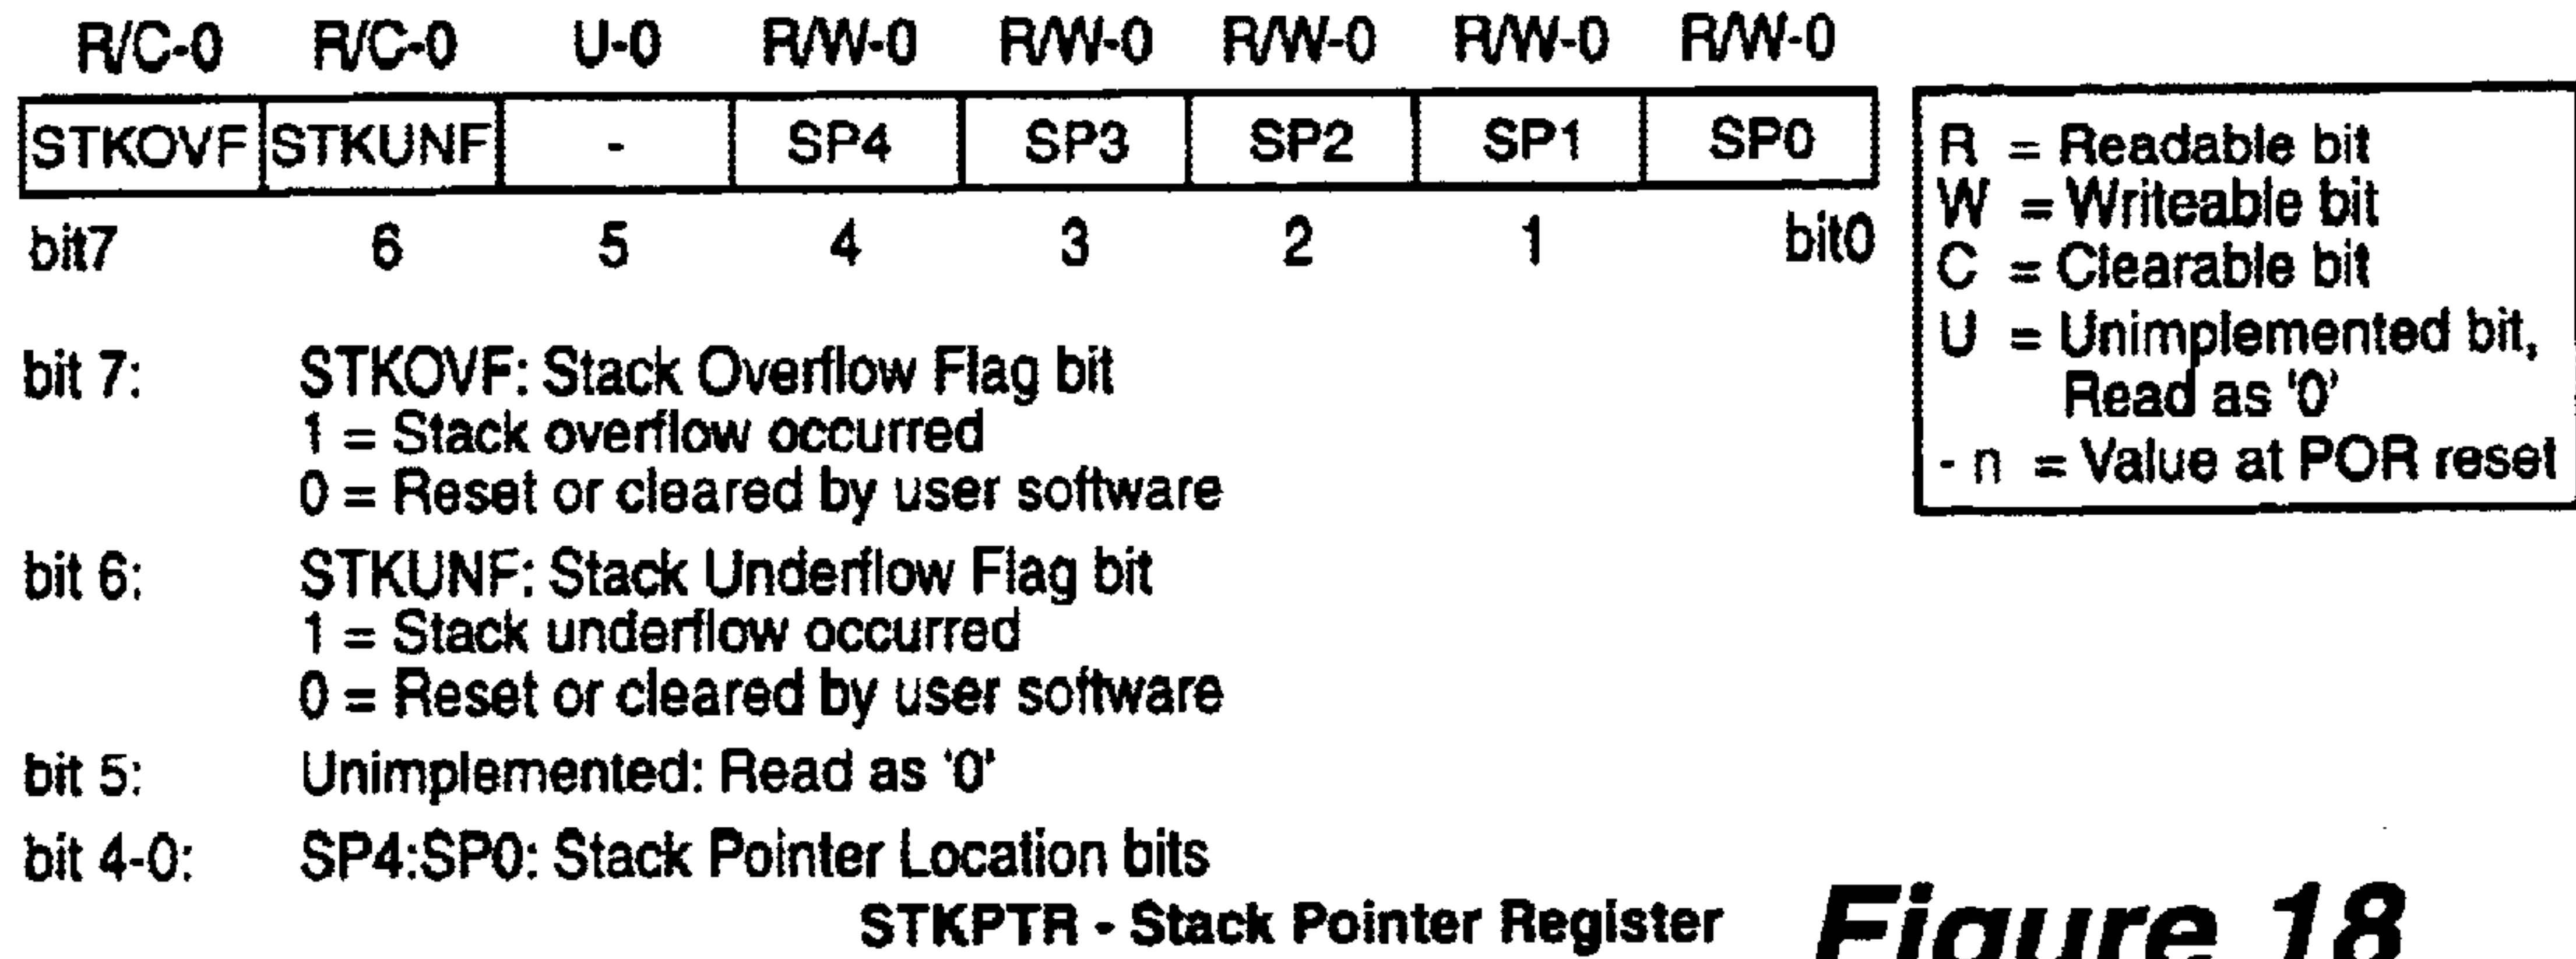 R/C-0 R/C-0 U-0 R/W-0 R/W-0 R/W-0 R/W-0 R/W-0
STKOVF STKUNF - SP4 SP3 SP2 SP1 SP0
bit7 6 5 4 3 2 1 bit0
R = Readable bit
W = Writeable bit
C = Clearable bit
U = Unimplemented bit,
Read as '0'
- n = Value at POR reset
bit 7: STKOVF: Stack Overflow Flag bit
1 = Stack overflow occurred
0 = Reset or cleared by user software
bit 6: STKUNF: Stack Underflow Flag bit
1 = Stack underflow occurred
0 = Reset or cleared by user software
bit 5: Unimplemented: Read as '0'
bit 4-0: SP4:SP0: Stack Pointer Location bits
STKPTR - Stack Pointer Register
Figure 18